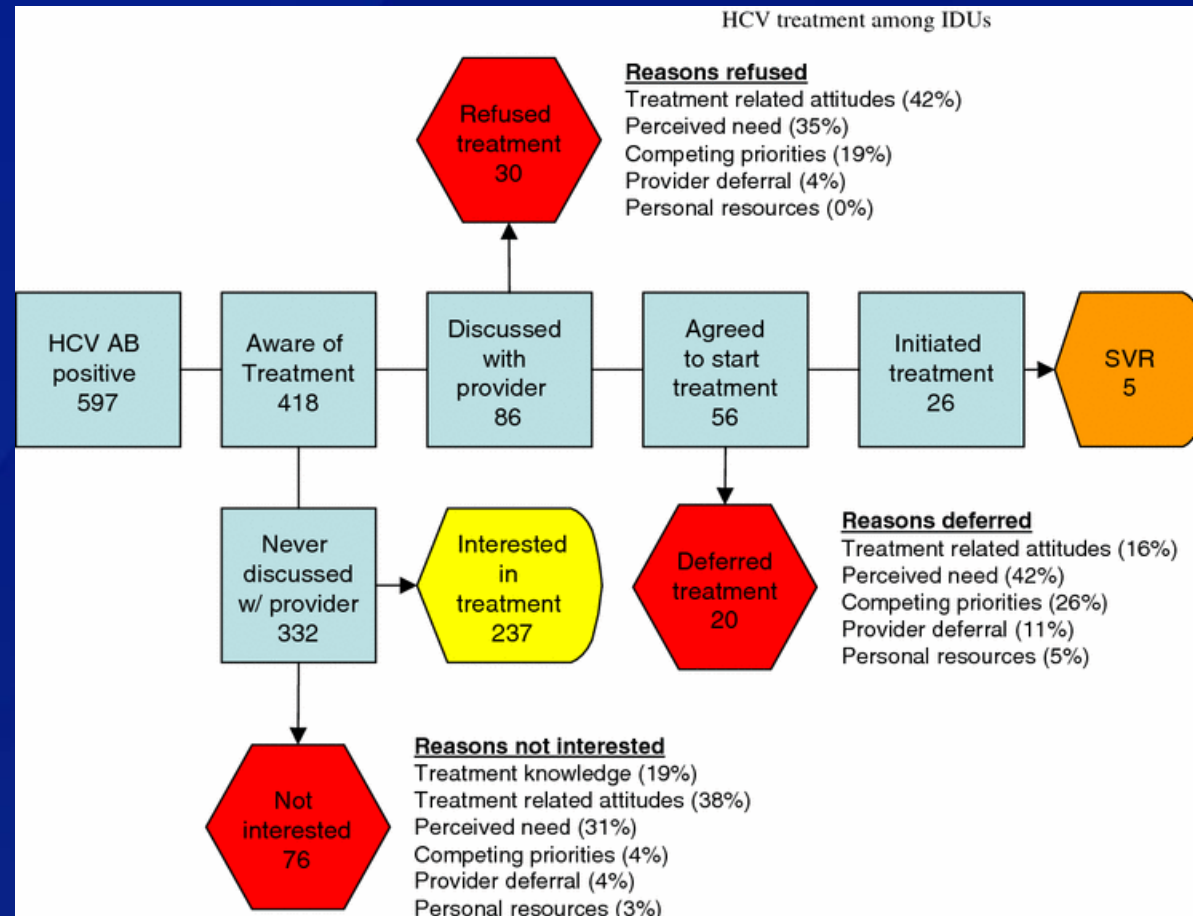 HCV treatment among IDUs
Refused
treatment
30
Reasons refused
Treatment related attitudes (42%)
Perceived need (35%)
Competing priorities (19%)
Provider deferral (4%)
Personal resources (0%)
HCV AB
positive
597
Aware of
Treatment
418
Discussed
with
provider
86
Agreed
to start
treatment
56
Initiated
treatment
26
SVR
5
Never
discussed
w/ provider
332
Interested
in
treatment
237
Deferred
treatment
20
Reasons deferred
Treatment related attitudes (16%)
Perceived need (42%)
Competing priorities (26%)
Provider deferral (11%)
Personal resources (5%)
Not
interested
76
Reasons not interested
Treatment knowledge (19%)
Treatment related attitudes (38%)
Perceived need (31%)
Competing priorities (4%)
Provider deferral (4%)
Personal resources (3%)